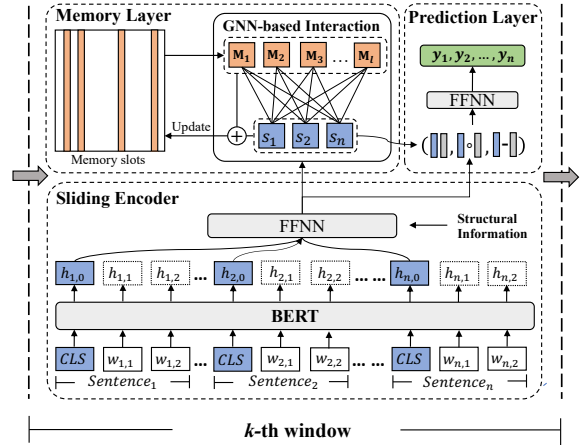 Memory Layer
GNN-based Interaction
Prediction Layer
M₁ M₂ M₃ ... M_l
y₁, y₂, ..., yₙ
FFNN
Update
+
s₁ s₂ sₙ
( , ∘ , - )
Memory slots
Sliding Encoder
FFNN
Structural
Information
h₁,₀ h₁,₁ h₁,₂ ... h₂,₀ h₂,₁ h₂,₂ ... ... hₙ,₀ hₙ,₁ hₙ,₂
BERT
CLS w₁,₁ w₁,₂ ... CLS w₂,₁ w₂,₂ ... ... CLS wₙ,₁ wₙ,₂
Sentence₁ Sentence₂ Sentenceₙ
k-th window